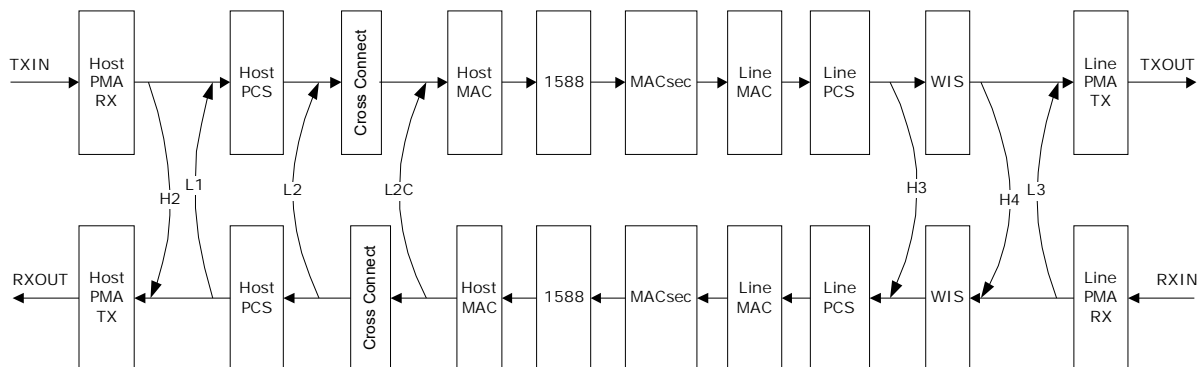 TXIN
Host
PMA
RX
Host
PCS
Cross Connect
Host
MAC
1588
MACsec
Line
MAC
Line
PCS
WIS
Line
PMA
TX
TXOUT
H2
L1
L2
L2C
H3
H4
L3
RXOUT
Host
PMA
TX
Host
PCS
Cross Connect
Host
MAC
1588
MACsec
Line
MAC
Line
PCS
WIS
Line
PMA
RX
RXIN